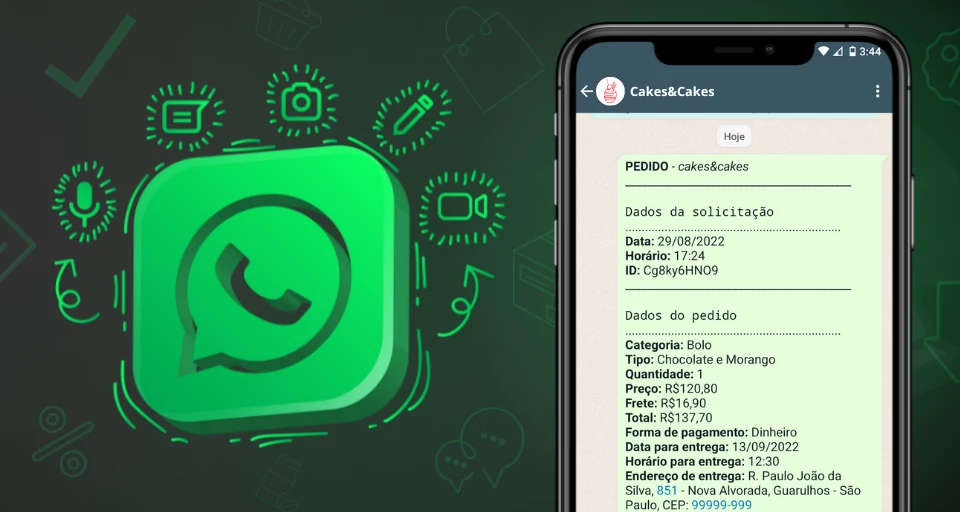 3:44
Cakes&Cakes
Hoje
PEDIDO - cakes&cakes
Dados da solicitação
Data: 29/08/2022
Horário: 17:24
ID: Cg8ky6HNO9
Dados do pedido
Categoria: Bolo
Tipo: Chocolate e Morango
Quantidade: 1
Preço: R$120,80
Frete: R$16,90
Total: R$137,70
Forma de pagamento: Dinheiro
Data para entrega: 13/09/2022
Horário para entrega: 12:30
Endereço de entrega: R. Paulo João da
Silva, 851 - Nova Alvorada, Guarulhos - São
Paulo, CEP: 99999-999